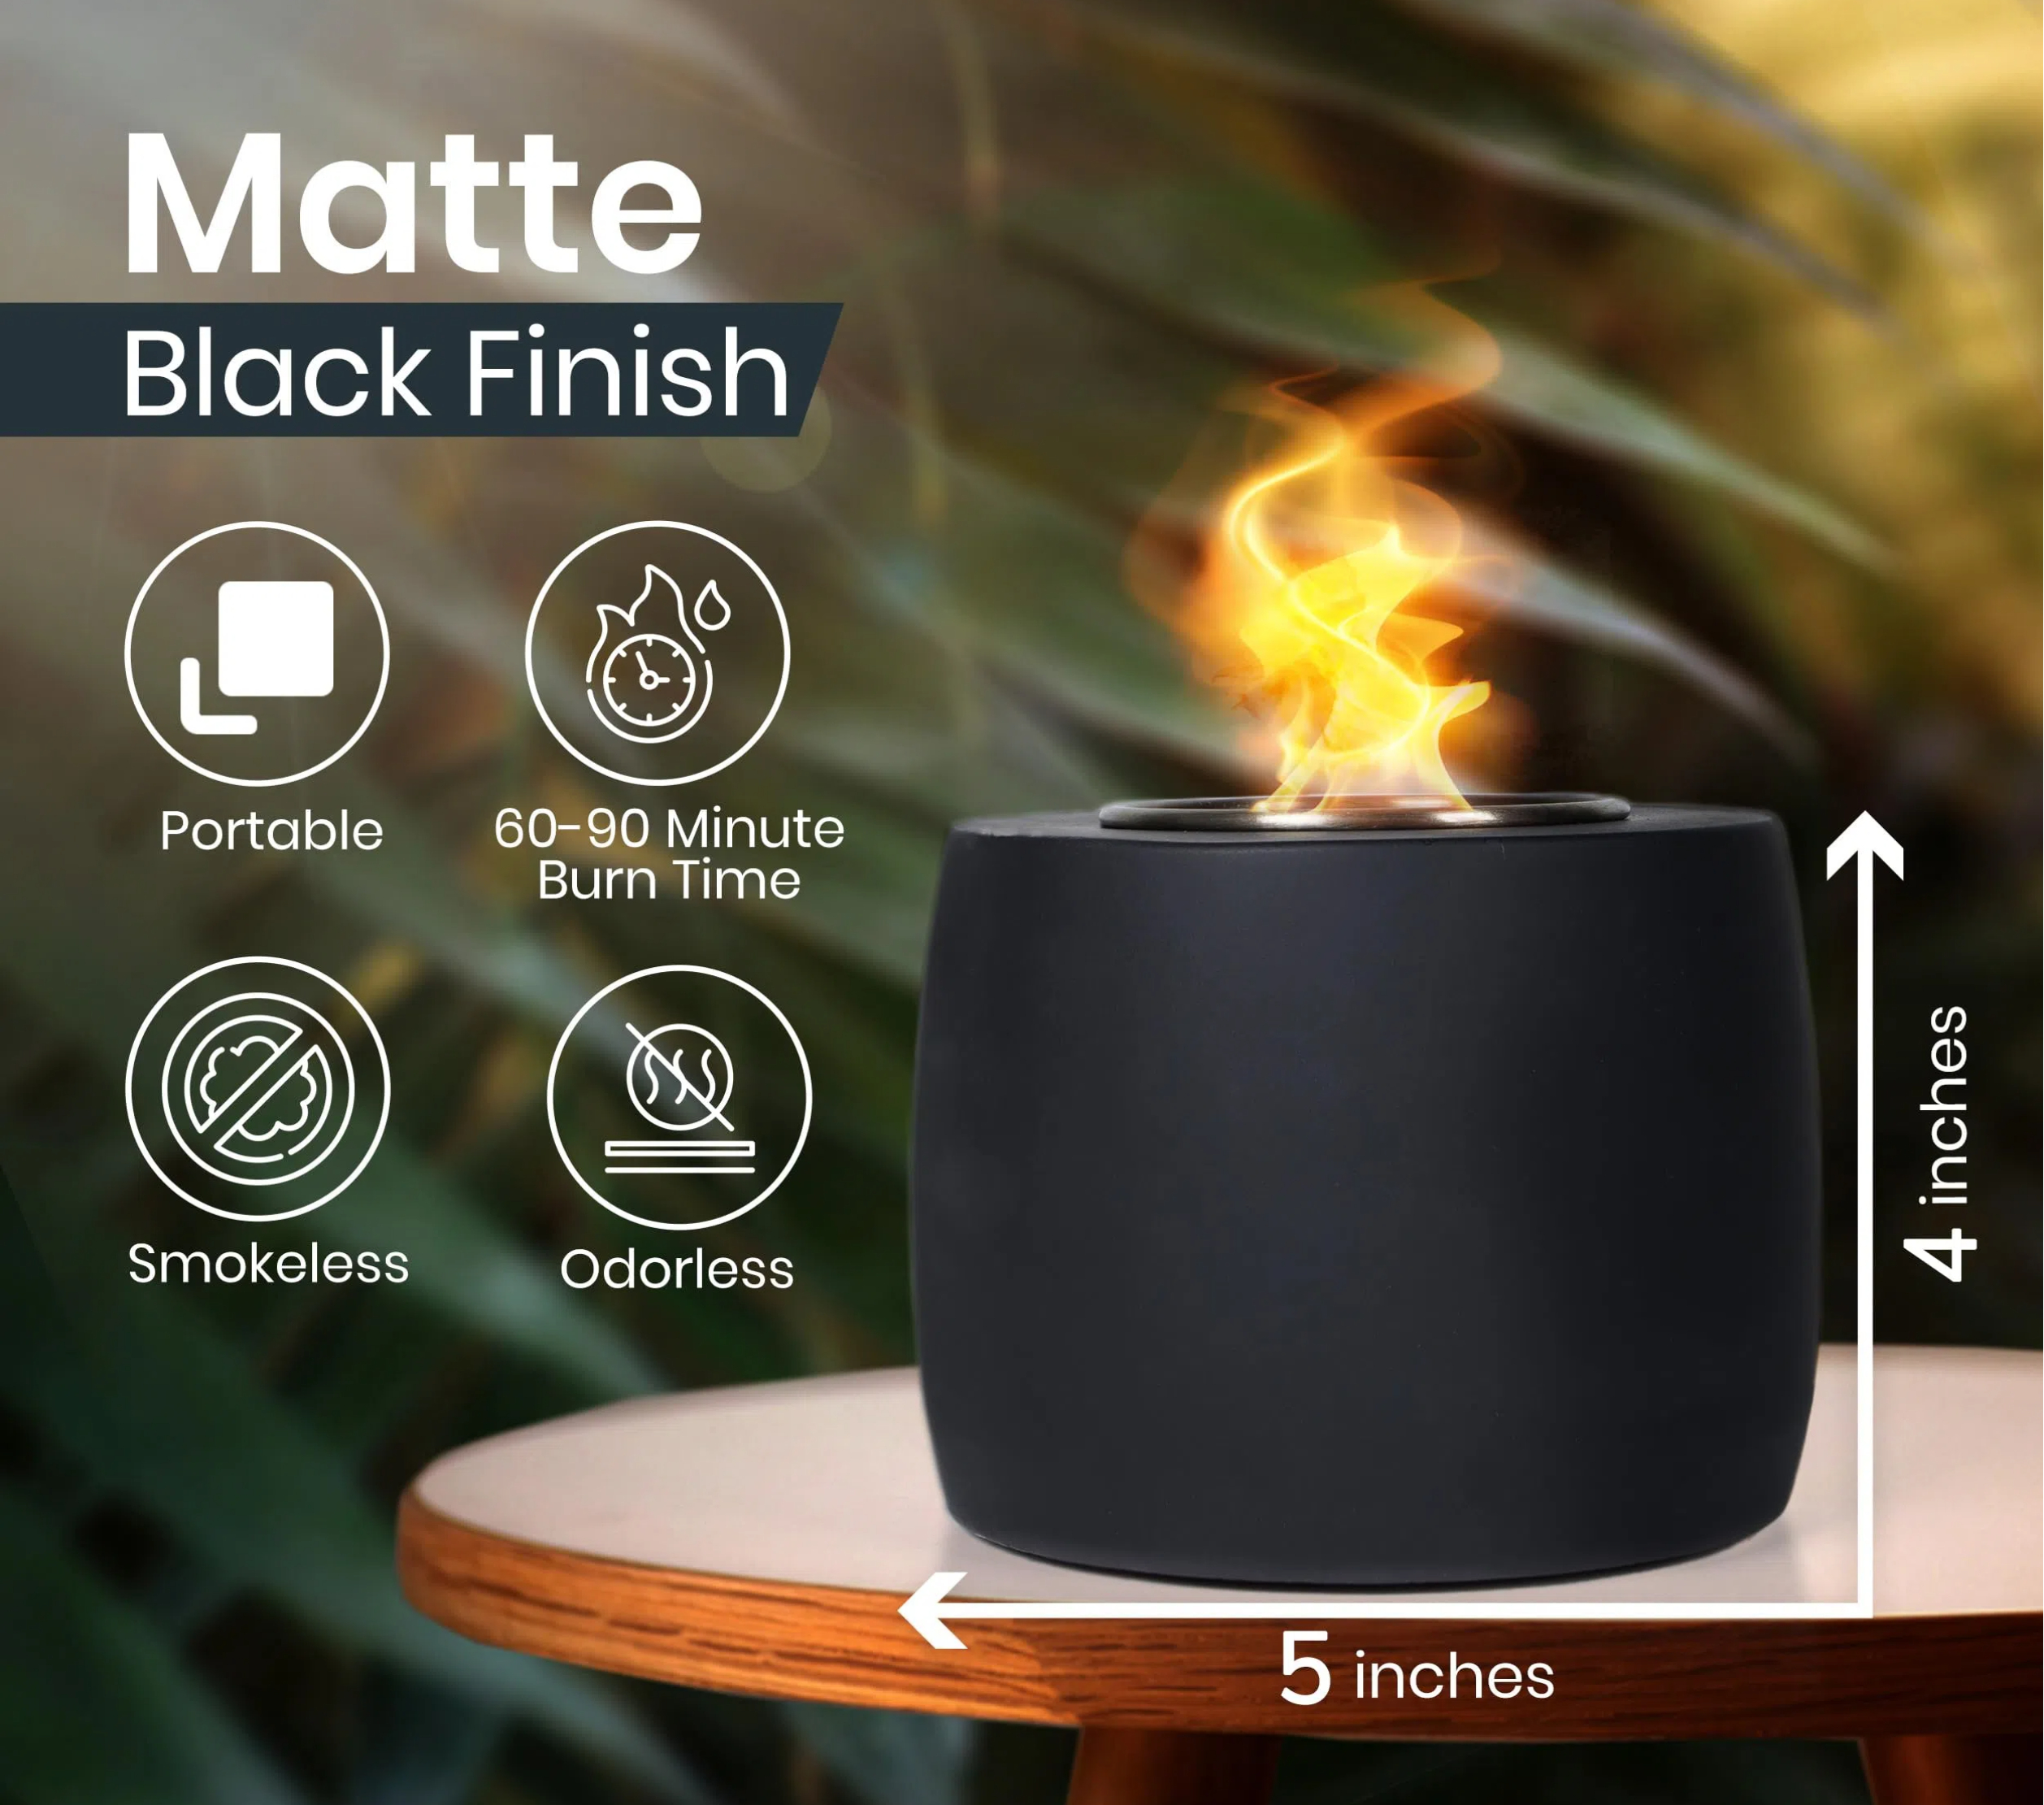 Matte
Black Finish
Portable
60-90 Minute
Burn Time
Smokeless
Odorless
4 inches
5 inches